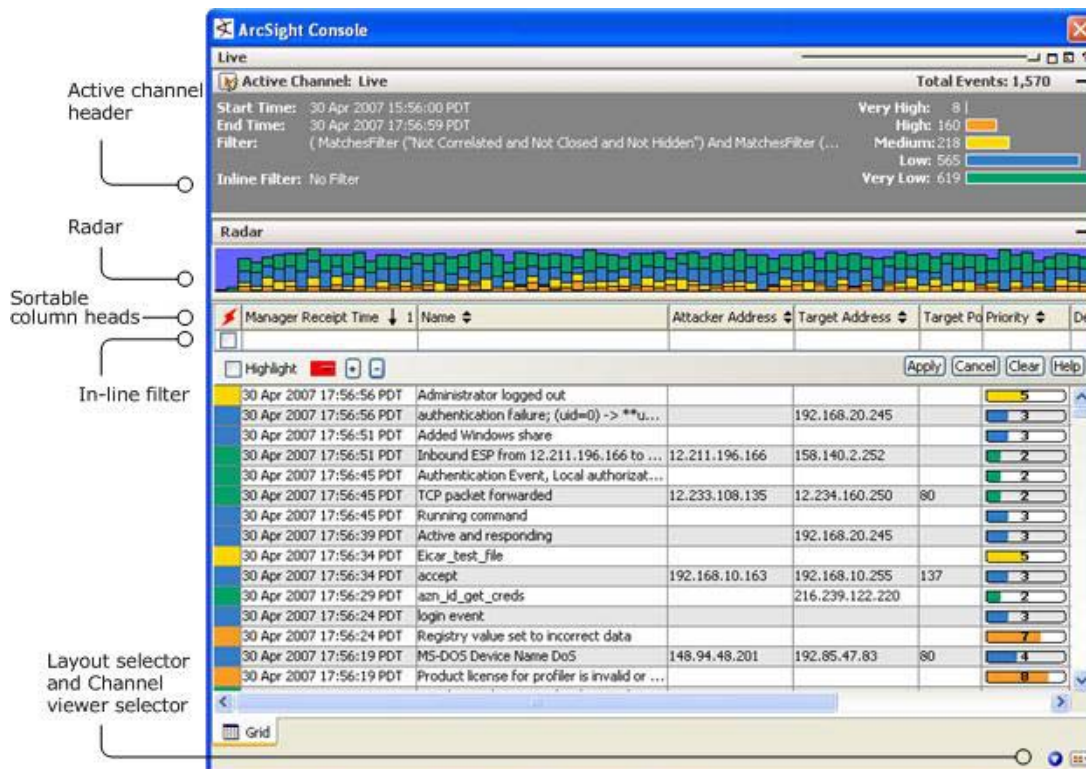 ArcSight Console
Live
Active Channel: Live Total Events: 1,570
Start Time: 30 Apr 2007 15:56:00 PDT
End Time: 30 Apr 2007 17:56:59 PDT
Filter: ( MatchesFilter ("Not Correlated and Not Closed and Not Hidden") And MatchesFilter (...
Inline Filter: No Filter
Very High: 8
High: 160
Medium: 218
Low: 565
Very Low: 619
Radar
Manager Receipt Time 1 Name Attacker Address Target Address Target Po Priority De
Highlight + - Apply Cancel Clear Help
30 Apr 2007 17:56:56 PDT Administrator logged out 5
30 Apr 2007 17:56:56 PDT authentication failure; (uid=0) -> **u... 192.168.20.245 3
30 Apr 2007 17:56:51 PDT Added Windows share 3
30 Apr 2007 17:56:51 PDT Inbound ESP from 12.211.196.166 to ... 12.211.196.166 158.140.2.252 2
30 Apr 2007 17:56:45 PDT Authentication Event, Local authorizat... 2
30 Apr 2007 17:56:45 PDT TCP packet forwarded 12.233.108.135 12.234.160.250 80 2
30 Apr 2007 17:56:45 PDT Running command 3
30 Apr 2007 17:56:39 PDT Active and responding 192.168.20.245 3
30 Apr 2007 17:56:34 PDT Eicar_test_file 5
30 Apr 2007 17:56:34 PDT accept 192.168.10.163 192.168.10.255 137 3
30 Apr 2007 17:56:29 PDT azn_id_get_creds 216.239.122.220 2
30 Apr 2007 17:56:24 PDT login event 3
30 Apr 2007 17:56:24 PDT Registry value set to incorrect data 7
30 Apr 2007 17:56:19 PDT MS-DOS Device Name DoS 148.94.48.201 192.85.47.83 80 4
30 Apr 2007 17:56:19 PDT Product license for profiler is invalid or ... 8
Grid
Active channel
header
Radar
Sortable
column heads
In-line filter
Layout selector
and Channel
viewer selector